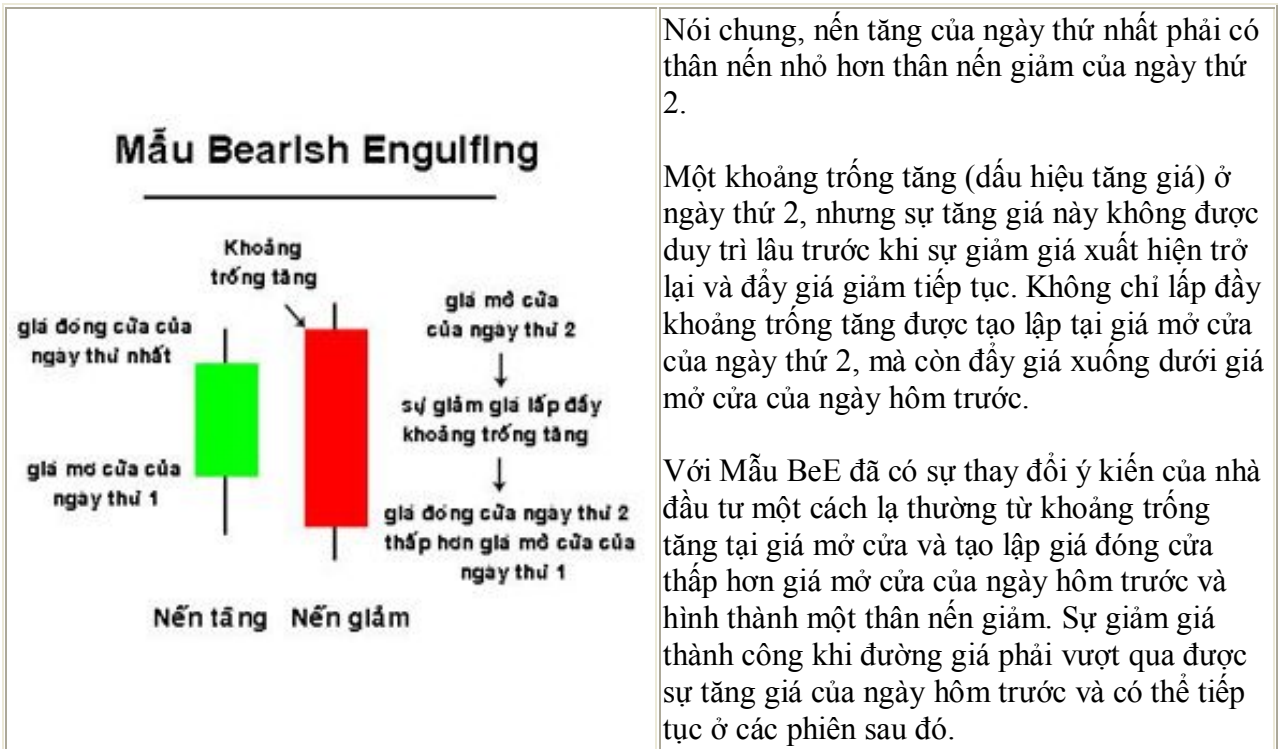 Mẫu Bearish Engulfing
Khoảng
trống tăng
giá đóng cửa của
ngày thứ nhất
giá mở cửa của
ngày thứ 1
giá mở cửa
của ngày thứ 2
sự giảm giá lấp đầy
khoảng trống tăng
giá đóng cửa ngày thứ 2
thấp hơn giá mở cửa của
ngày thứ 1
Nến tăng Nến giảm
Nói chung, nến tăng của ngày thứ nhất phải có
thân nến nhỏ hơn thân nến giảm của ngày thứ
2.
Một khoảng trống tăng (dấu hiệu tăng giá) ở
ngày thứ 2, nhưng sự tăng giá này không được
duy trì lâu trước khi sự giảm giá xuất hiện trở
lại và đẩy giá giảm tiếp tục. Không chỉ lấp đầy
khoảng trống tăng được tạo lập tại giá mở cửa
của ngày thứ 2, mà còn đẩy giá xuống dưới giá
mở cửa của ngày hôm trước.
Với Mẫu BeE đã có sự thay đổi ý kiến của nhà
đầu tư một cách lạ thường từ khoảng trống
tăng tại giá mở cửa và tạo lập giá đóng cửa
thấp hơn giá mở cửa của ngày hôm trước và
hình thành một thân nến giảm. Sự giảm giá
thành công khi đường giá phải vượt qua được
sự tăng giá của ngày hôm trước và có thể tiếp
tục ở các phiên sau đó.